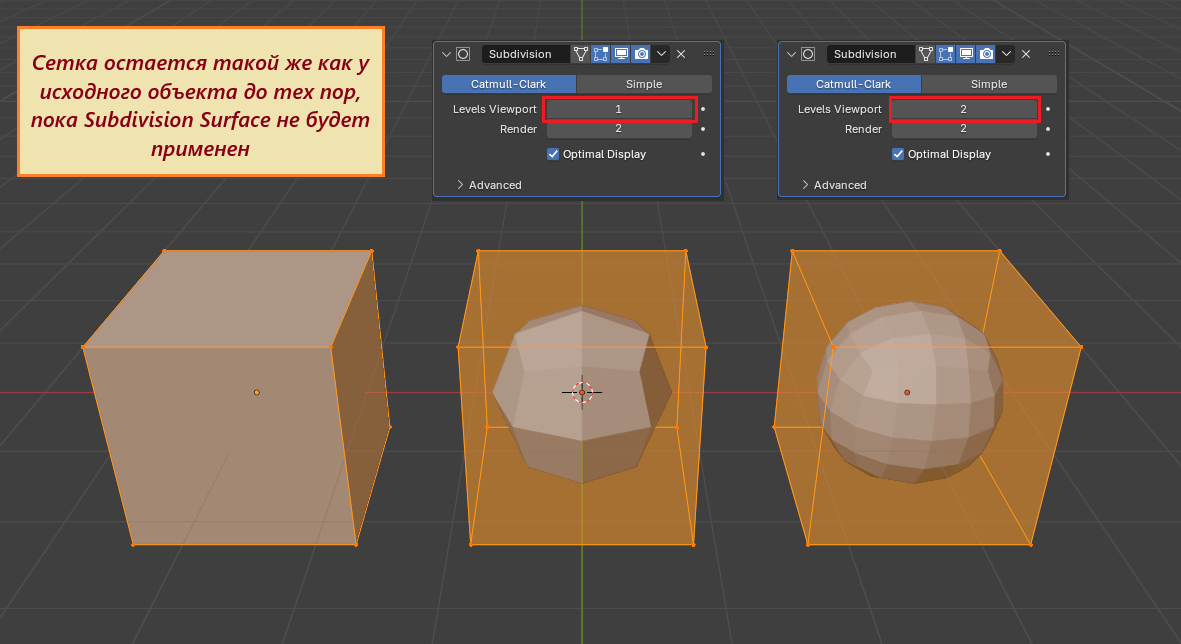 Сетка остается такой же как у
исходного объекта до тех пор,
пока Subdivision Surface не будет
применен
Subdivision
Catmull-Clark Simple
Levels Viewport 1
Render 2
Optimal Display
Advanced
Subdivision
Catmull-Clark Simple
Levels Viewport 2
Render 2
Optimal Display
Advanced